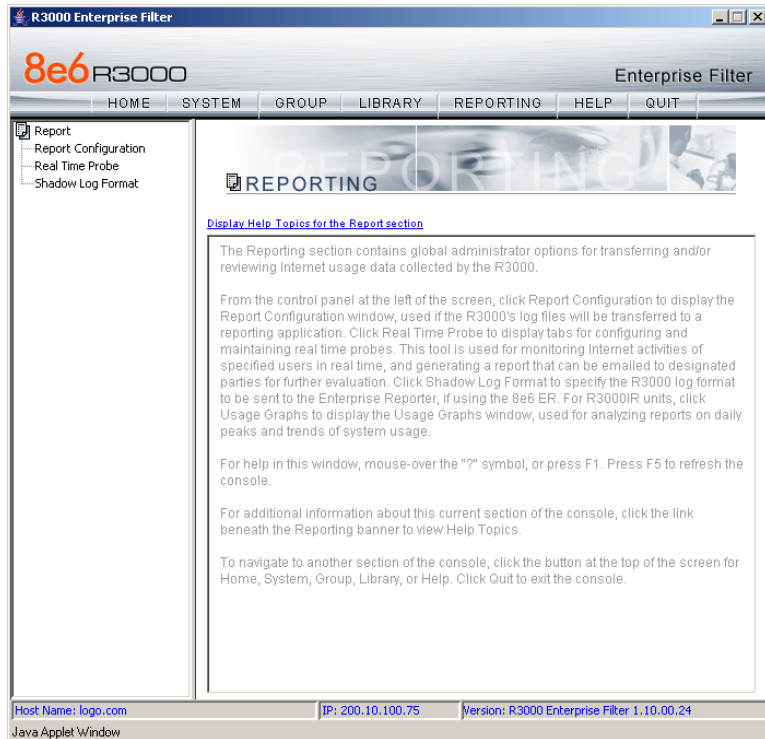 R3000 Enterprise Filter
8e6 R3000
Enterprise Filter
HOME SYSTEM GROUP LIBRARY REPORTING HELP QUIT
Report
Report Configuration
Real Time Probe
Shadow Log Format
REPORTING
REPORTING
Display Help Topics for the Report section
The Reporting section contains global administrator options for transferring and/or
reviewing Internet usage data collected by the R3000.
From the control panel at the left of the screen, click Report Configuration to display the
Report Configuration window, used if the R3000's log files will be transferred to a
reporting application. Click Real Time Probe to display tabs for configuring and
maintaining real time probes. This tool is used for monitoring Internet activities of
specified users in real time, and generating a report that can be emailed to designated
parties for further evaluation. Click Shadow Log Format to specify the R3000 log format
to be sent to the Enterprise Reporter, if using the 8e6 ER. For R3000IR units, click
Usage Graphs to display the Usage Graphs window, used for analyzing reports on daily
peaks and trends of system usage.
For help in this window, mouse-over the "?" symbol, or press F1. Press F5 to refresh the
console.
For additional information about this current section of the console, click the link
beneath the Reporting banner to view Help Topics.
To navigate to another section of the console, click the button at the top of the screen for
Home, System, Group, Library, or Help. Click Quit to exit the console.
Host Name: logo.com IP: 200.10.100.75 Version: R3000 Enterprise Filter 1.10.00.24
Java Applet Window